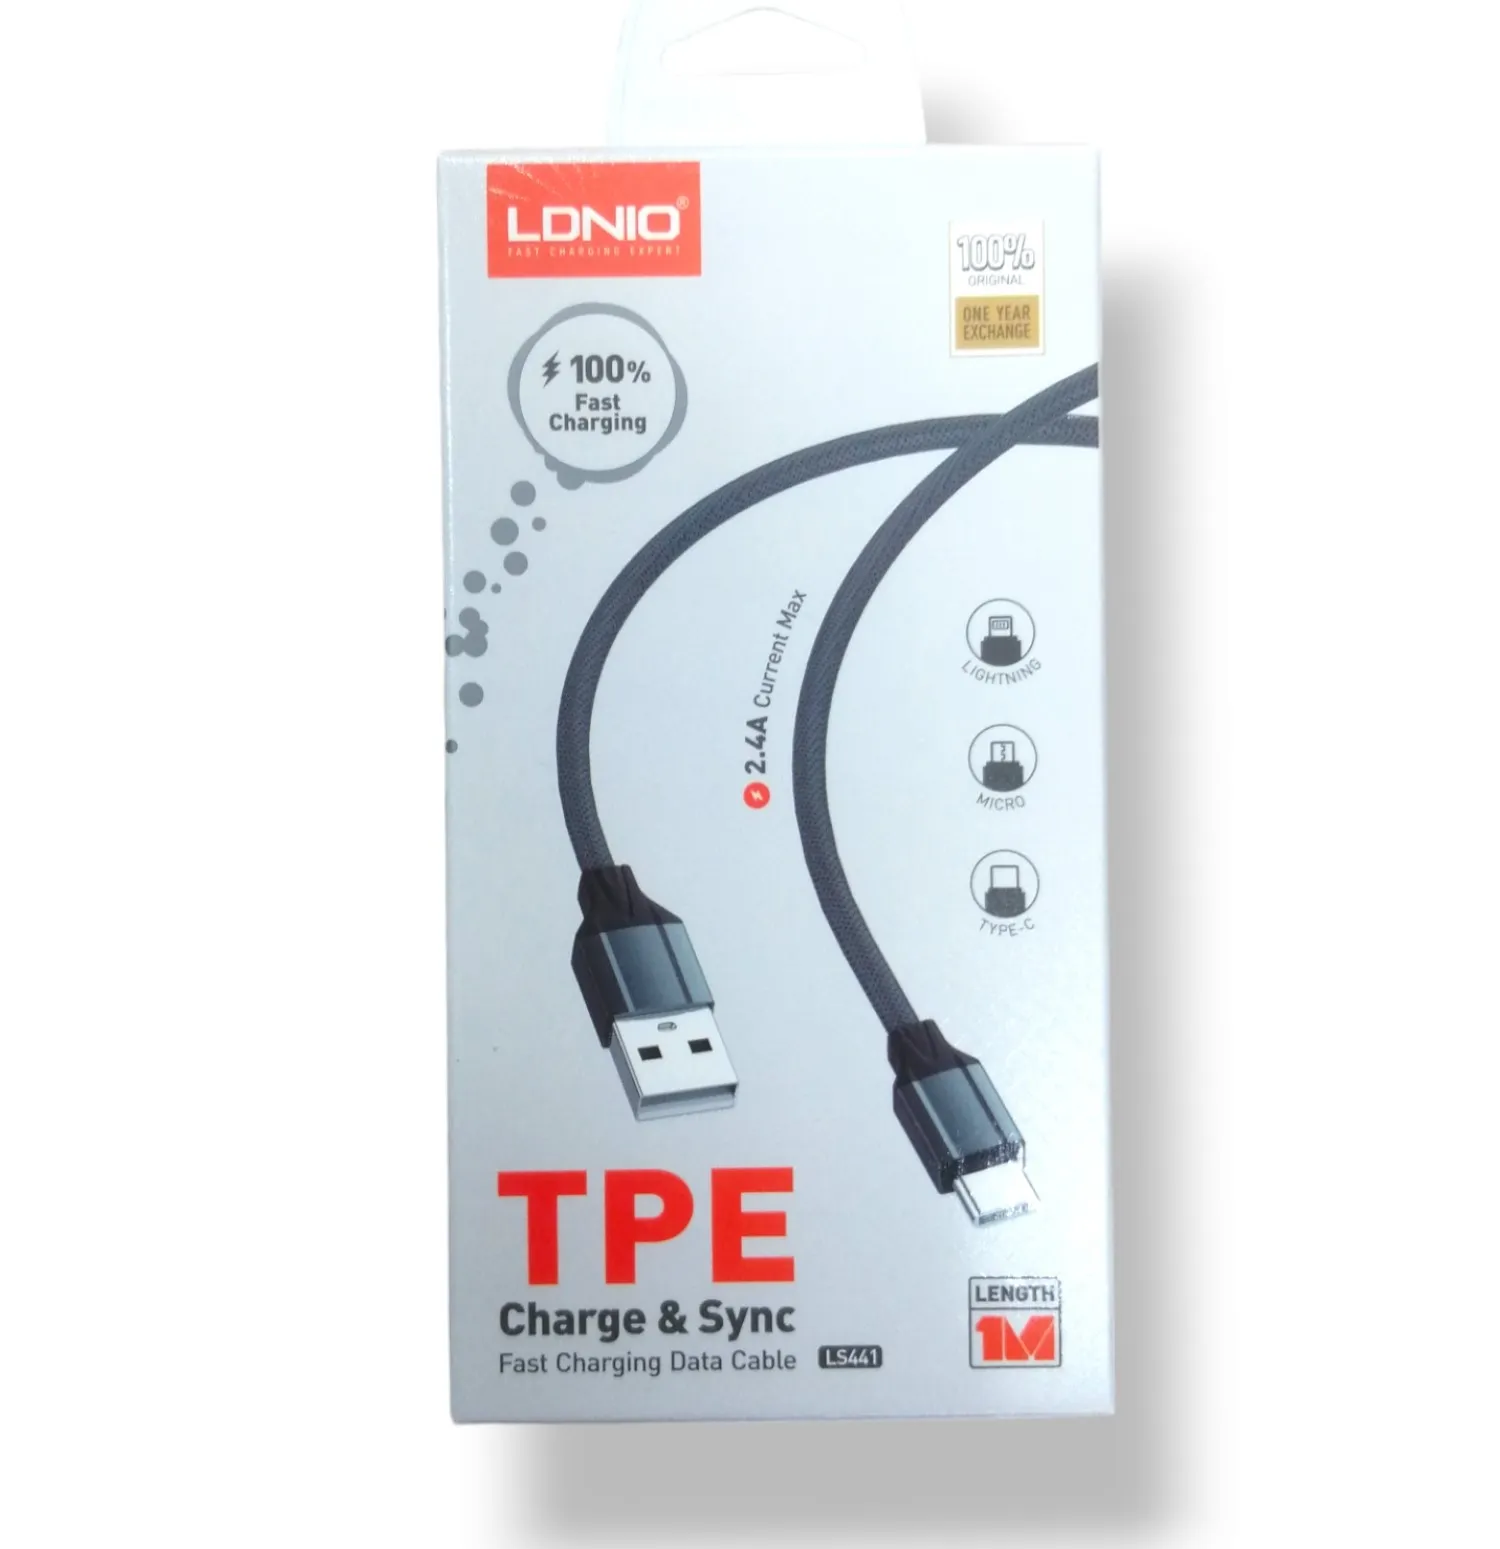 LDNIO®
FAST CHARGING EXPERT
100%
ORIGINAL
ONE YEAR
EXCHANGE
100%
Fast
Charging
2.4A Current Max
LIGHTNING
MICRO
TYPE-C
TPE
Charge & Sync
Fast Charging Data Cable LS441
LENGTH
1M